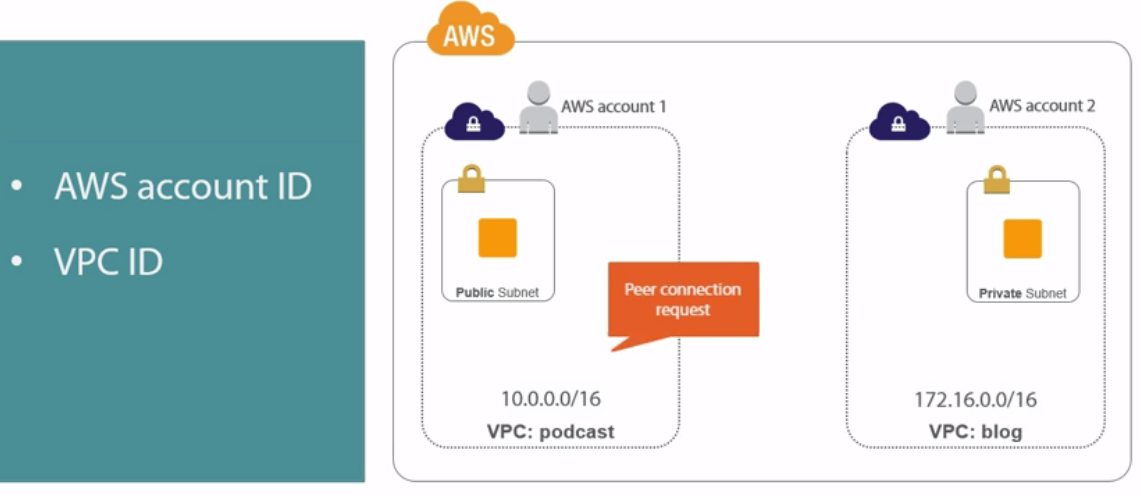 AWS
• AWS account ID
• VPC ID
AWS account 1
Public Subnet
Peer connection
request
10.0.0.0/16
VPC: podcast
AWS account 2
Private Subnet
172.16.0.0/16
VPC: blog